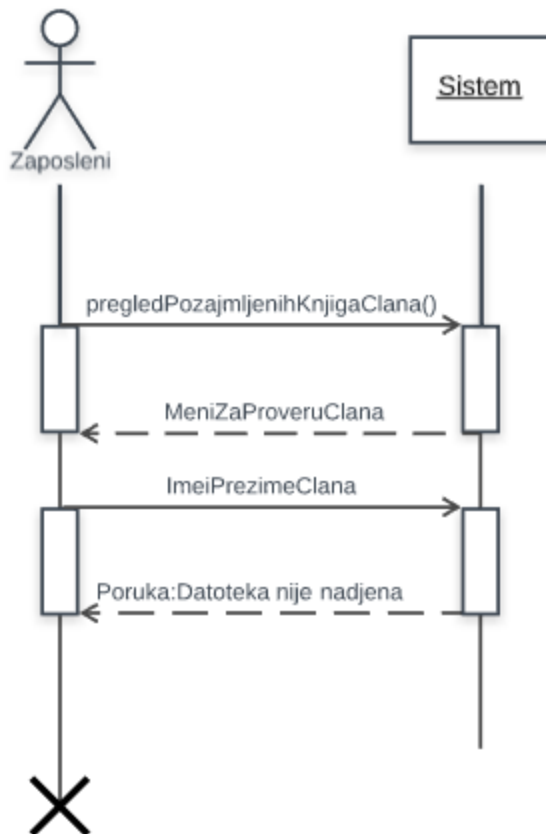 Zaposleni
Sistem
pregledPozajmljenihKnjigaClana()
MeniZaProveruClana
ImeiPrezimeClana
Poruka:Datoteka nije nadjena